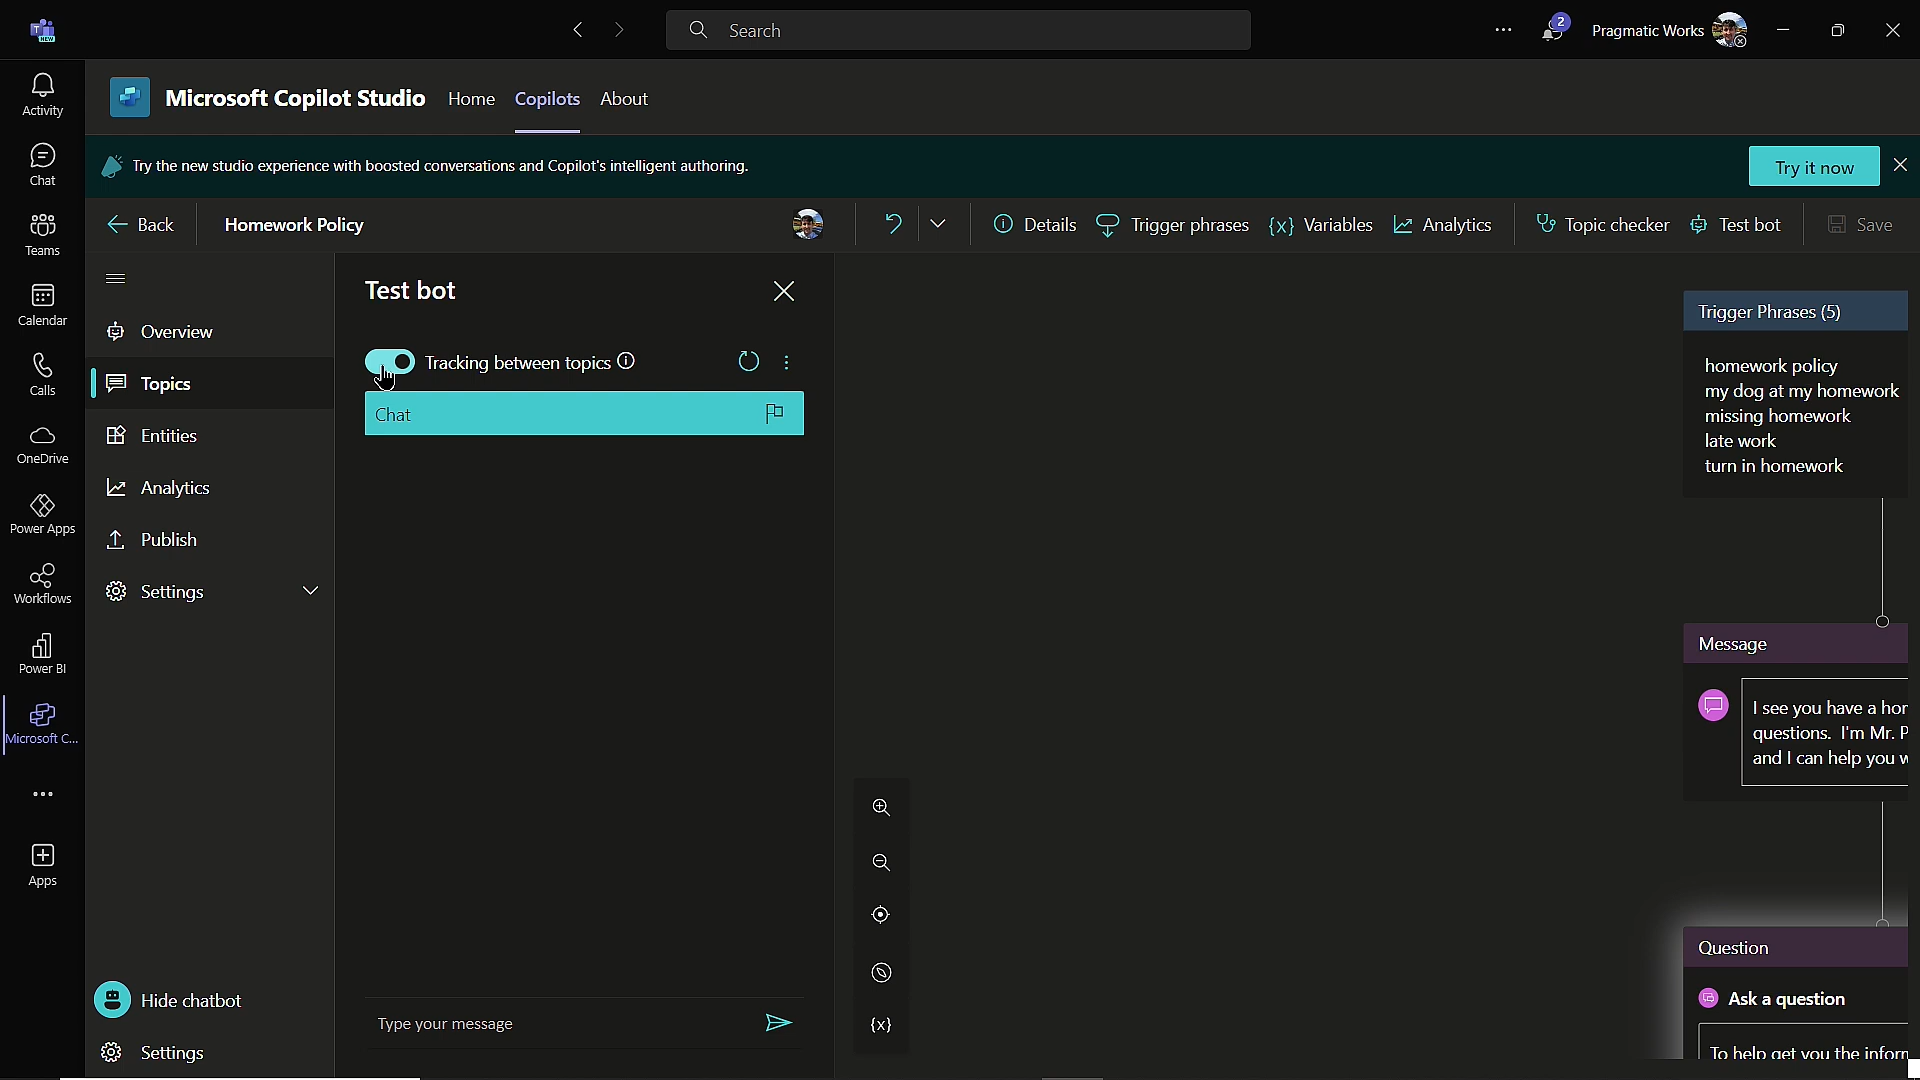 T NEW
Search
2
Pragmatic Works
Activity
Chat
Teams
Calendar
Calls
OneDrive
Power Apps
Workflows
Power BI
Microsoft C...
Apps
Microsoft Copilot Studio Home Copilots About
Try the new studio experience with boosted conversations and Copilot's intelligent authoring.
Try it now
Back
Homework Policy
Details
Trigger phrases
{x} Variables
Analytics
Topic checker
Test bot
Save
Overview
Topics
Entities
Analytics
Publish
Settings
Hide chatbot
Settings
Test bot
Tracking between topics
Chat
Type your message
{x}
Trigger Phrases (5)
homework policy
my dog at my homework
missing homework
late work
turn in homework
Message
I see you have a
questions. I'm Mr.
and I can help you
Question
Ask a question
To help get you the